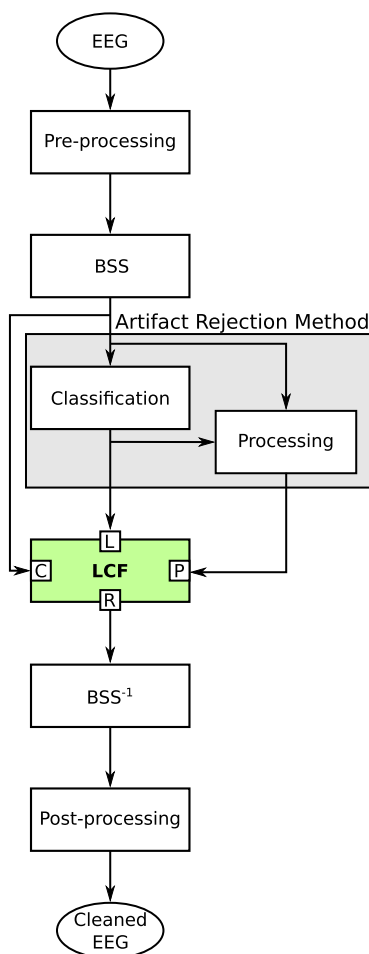 EEG
Pre-processing
BSS
Artifact Rejection Method
Classification
Processing
L
C
LCF
P
R
BSS⁻¹
Post-processing
Cleaned
EEG